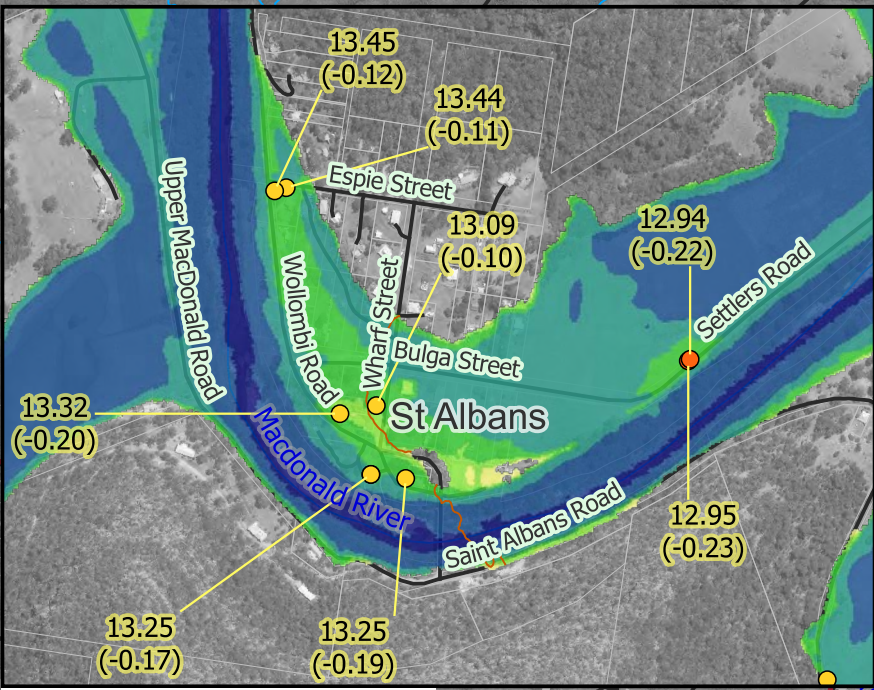 13.45
(-0.12)
13.44
(-0.11)
Espie Street
13.09
(-0.10)
12.94
(-0.22)
Upper MacDonald Road
Wollombi Road
Wharf Street
Settlers Road
Bulga Street
13.32
(-0.20)
St Albans
Macdonald River
Saint Albans Road
12.95
(-0.23)
13.25
(-0.17)
13.25
(-0.19)